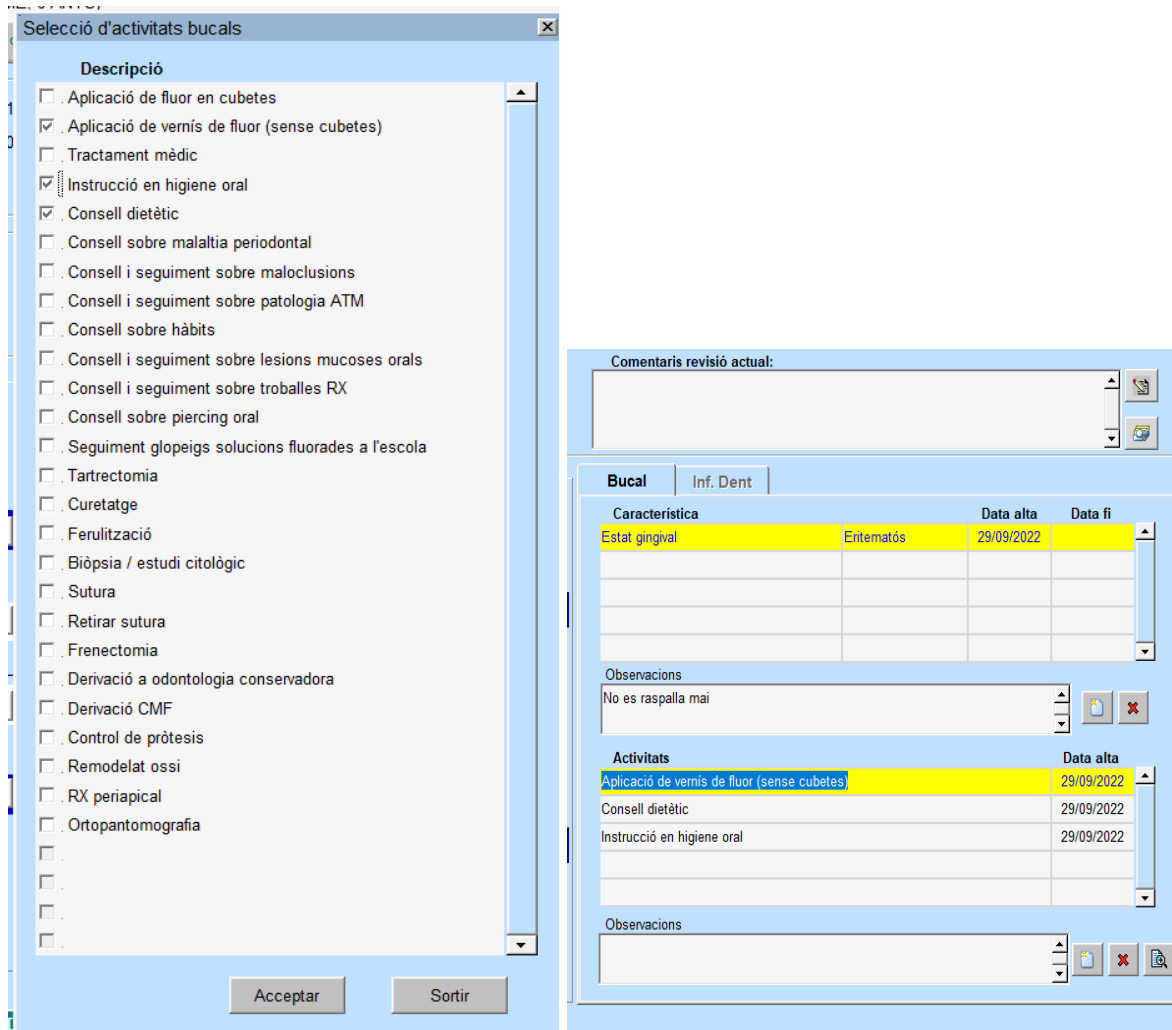 Selecció d'activitats bucals
Descripció
Aplicació de fluor en cubetes
Aplicació de vernís de fluor (sense cubetes)
Tractament mèdic
Instrucció en higiene oral
Consell dietètic
Consell sobre malaltia periodontal
Consell i seguiment sobre maloclusions
Consell i seguiment sobre patologia ATM
Consell sobre hàbits
Consell i seguiment sobre lesions mucoses orals
Consell i seguiment sobre troballes RX
Consell sobre piercing oral
Seguiment glopeigs solucions fluorades a l'escola
Tartrectomia
Curetatge
Ferulització
Biòpsia / estudi citològic
Sutura
Retirar sutura
Frenectomia
Derivació a odontologia conservadora
Derivació CMF
Control de pròtesis
Remodelat ossi
RX periapical
Ortopantomografia
Acceptar Sortir
Comentaris revisió actual:
Bucal Inf. Dent
Característica Data alta Data fi
Estat gingival Eritematós 29/09/2022
Observacions
No es raspalla mai
Activitats Data alta
Aplicació de vernís de fluor (sense cubetes) 29/09/2022
Consell dietètic 29/09/2022
Instrucció en higiene oral 29/09/2022
Observacions